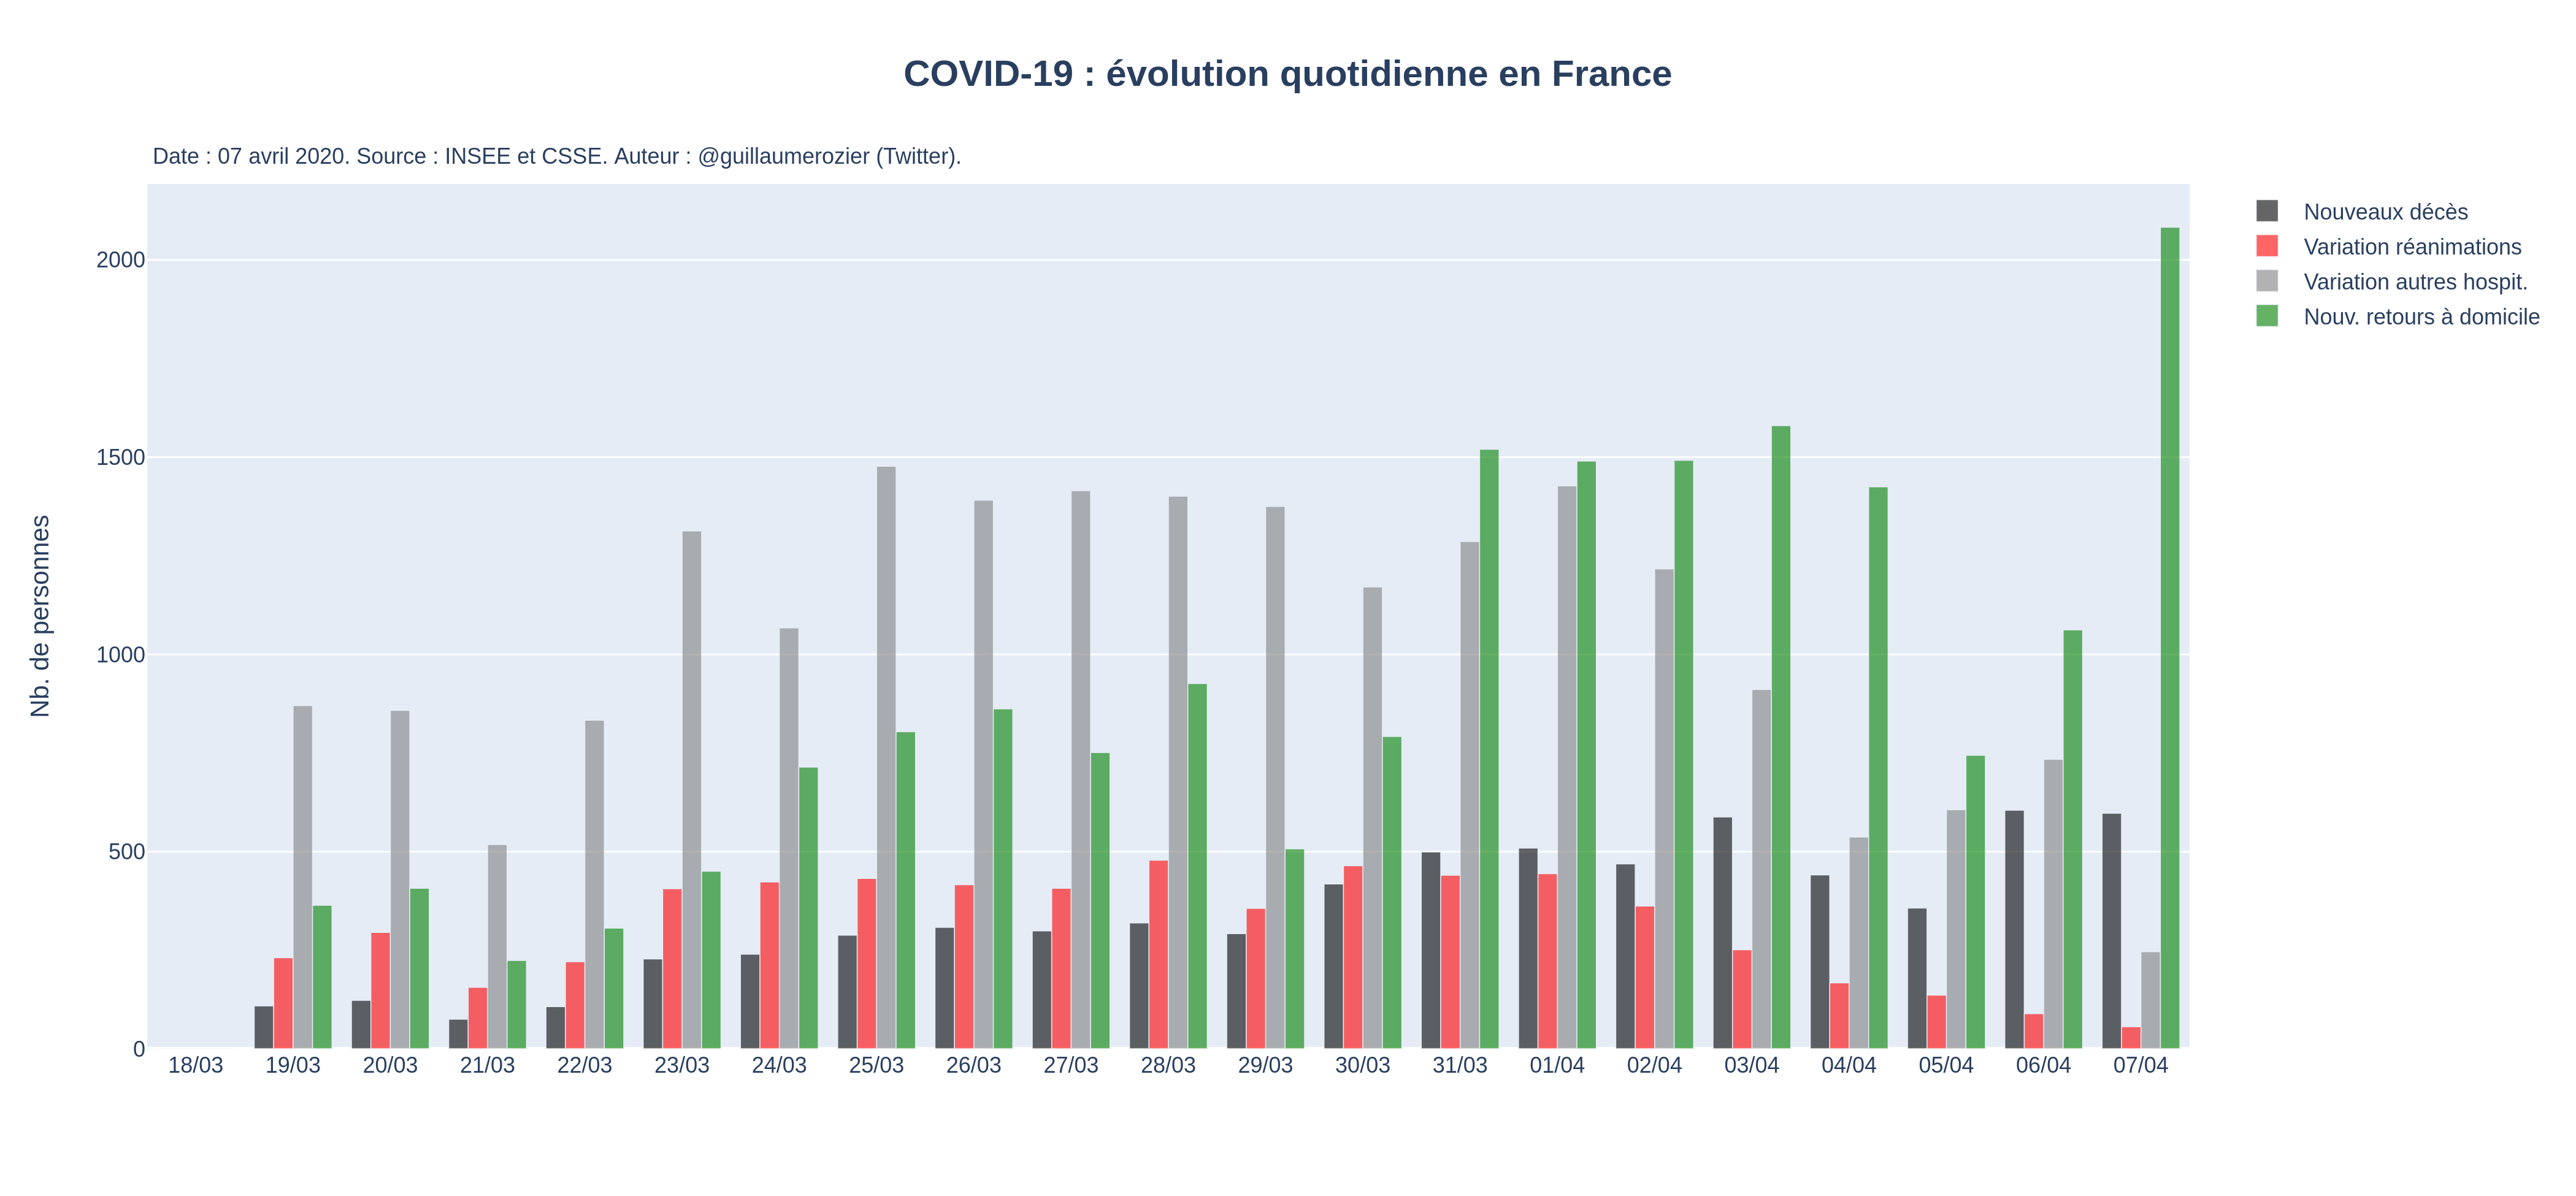 COVID-19 : évolution quotidienne en France
Date : 07 avril 2020. Source : INSEE et CSSE. Auteur : @guillaumerozier (Twitter).
Nouveaux décès
Variation réanimations
Variation autres hospit.
Nouv. retours à domicile
Nb. de personnes
2000
1500
1000
500
0
18/03 19/03 20/03 21/03 22/03 23/03 24/03 25/03 26/03 27/03 28/03 29/03 30/03 31/03 01/04 02/04 03/04 04/04 05/04 06/04 07/04